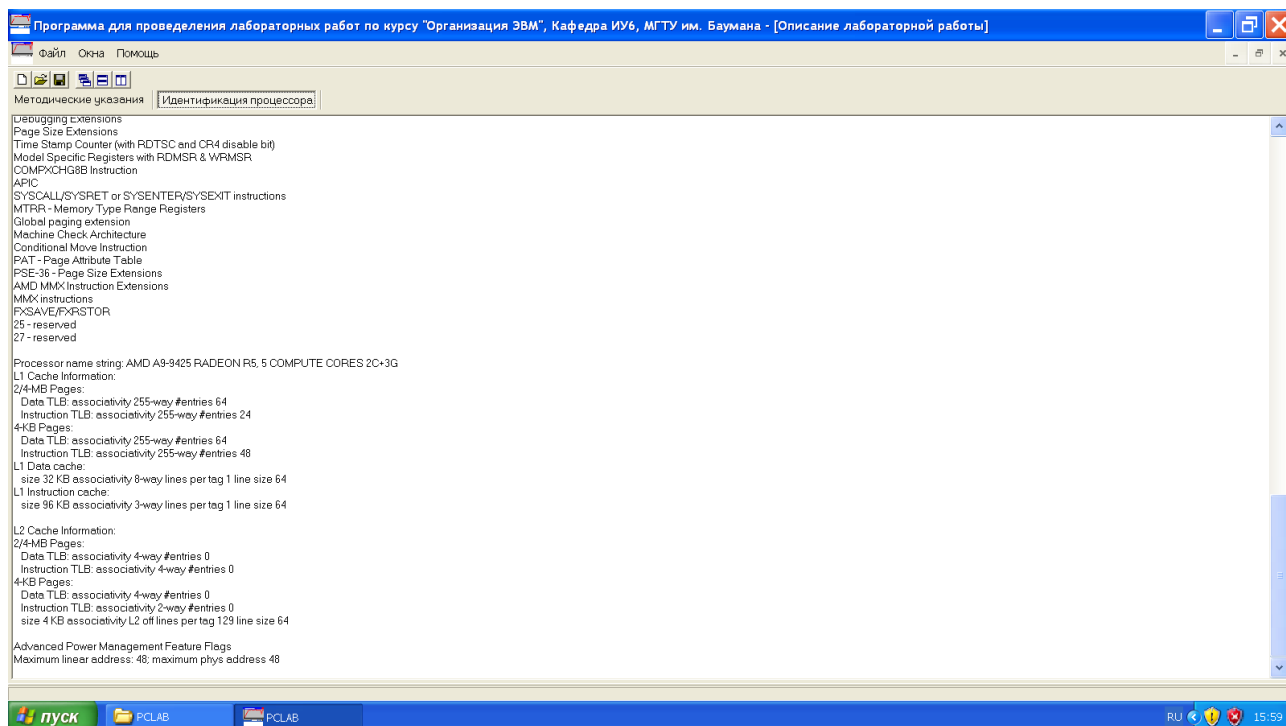 Программа для проведеления лабораторных работ по курсу "Организация ЭВМ", Кафедра ИУ6, МГТУ им. Баумана - [Описание лабораторной работы]
Файл Окна Помощь
Методические указания Идентификация процессора
Debugging Extensions
Page Size Extensions
Time Stamp Counter (with RDTSC and CR4 disable bit)
Model Specific Registers with RDMSR & WRMSR
COMPXCHG8B Instruction
APIC
SYSCALL/SYSRET or SYSENTER/SYSEXIT instructions
MTRR - Memory Type Range Registers
Global paging extension
Machine Check Architecture
Conditional Move Instruction
PAT - Page Attribute Table
PSE-36 - Page Size Extensions
AMD MMX Instruction Extensions
MMX instructions
FXSAVE/FXRSTOR
25 - reserved
27 - reserved
Processor name string: AMD A9-9425 RADEON R5, 5 COMPUTE CORES 2C+3G
L1 Cache Information:
2/4-MB Pages:
Data TLB: associativity 255-way #entries 64
Instruction TLB: associativity 255-way #entries 24
4-KB Pages:
Data TLB: associativity 255-way #entries 64
Instruction TLB: associativity 255-way #entries 48
L1 Data cache:
size 32 KB associativity 8-way lines per tag 1 line size 64
L1 Instruction cache:
size 96 KB associativity 3-way lines per tag 1 line size 64
L2 Cache Information:
2/4-MB Pages:
Data TLB: associativity 4-way #entries 0
Instruction TLB: associativity 4-way #entries 0
4-KB Pages:
Data TLB: associativity 4-way #entries 0
Instruction TLB: associativity 2-way #entries 0
size 4 KB associativity L2 off lines per tag 129 line size 64
Advanced Power Management Feature Flags
Maximum linear address: 48; maximum phys address 48
пуск PCLAB PCLAB RU 15:59